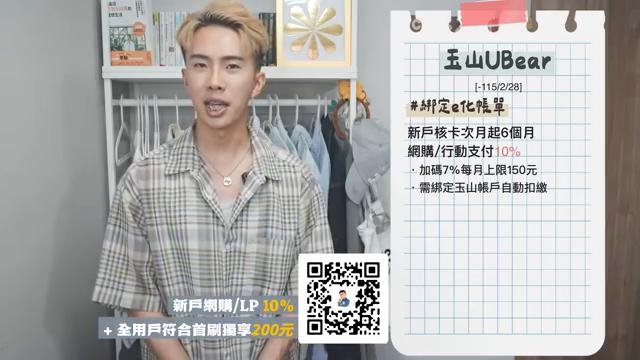 玉山UBear
[-115/2/28]
#綁定e化帳單
新戶核卡次月起6個月
網購/行動支付10%
·加碼7%每月上限150元
·需綁定玉山帳戶自動扣繳
新戶網購/LP 10%
+ 全用戶符合首刷獨享200元